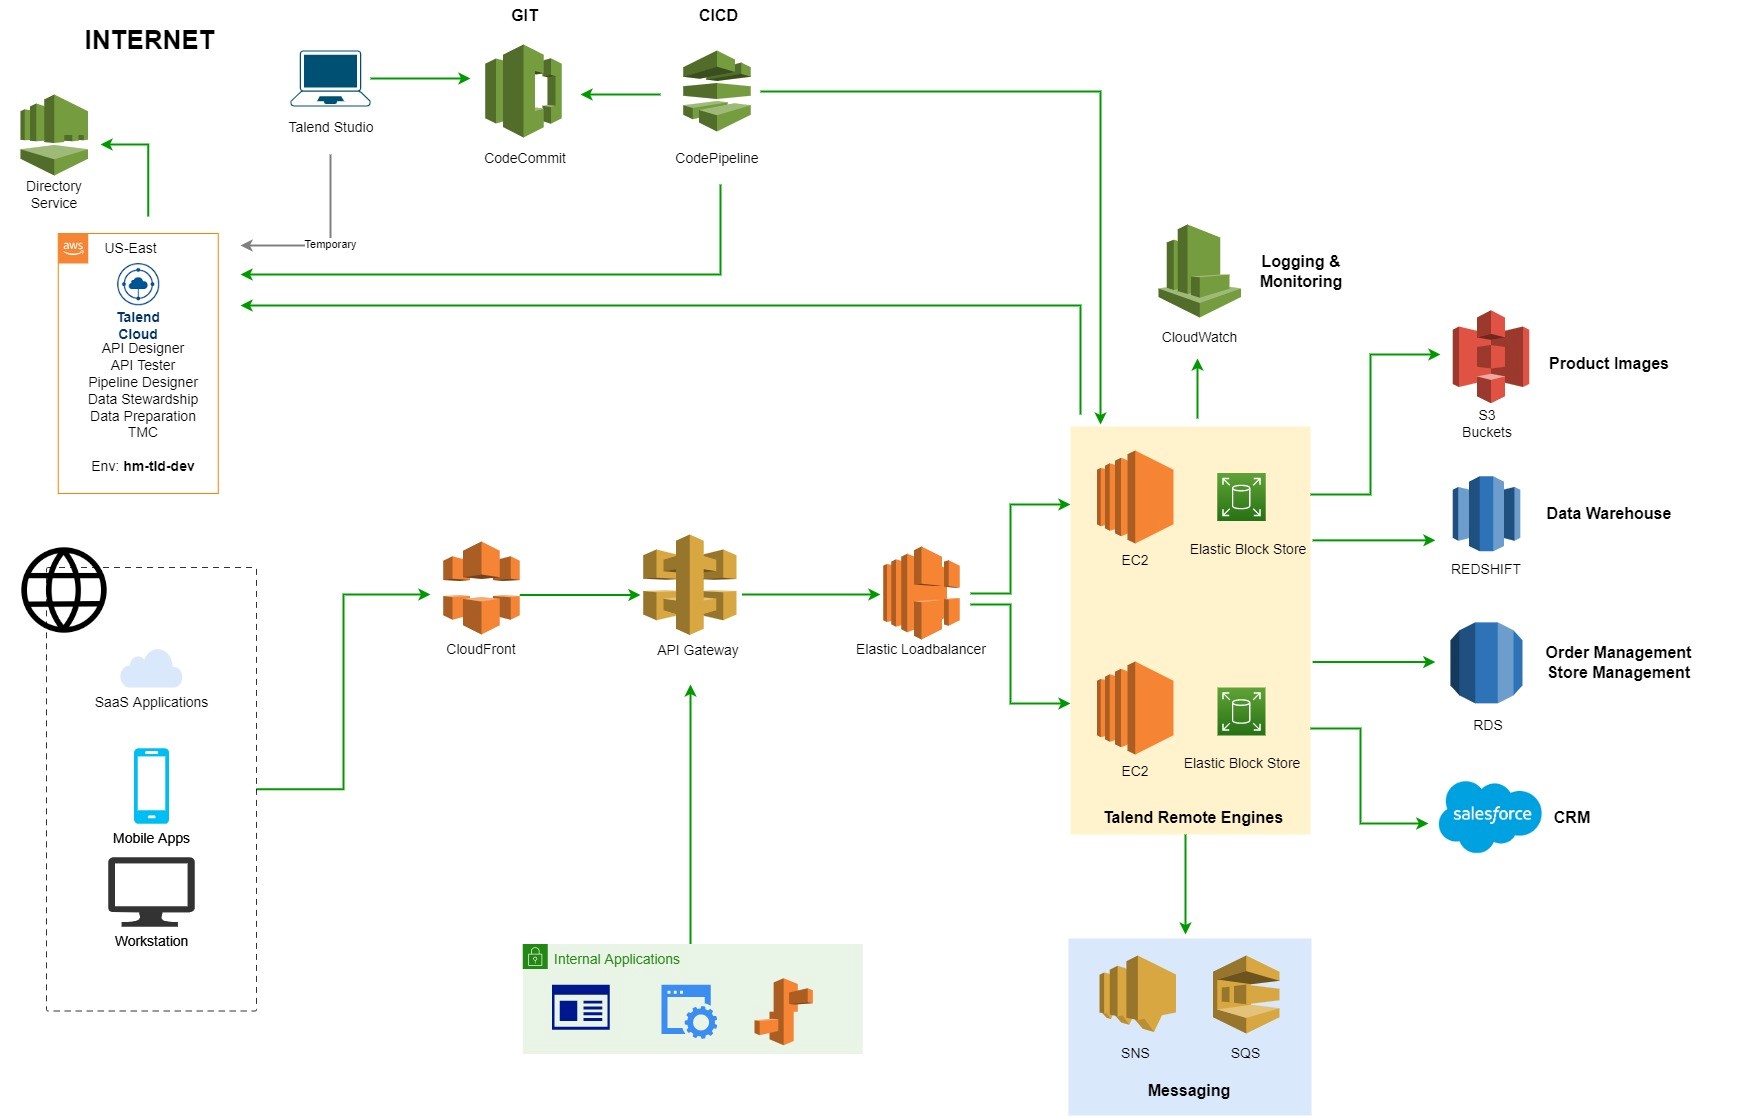 GIT
CICD
INTERNET
Talend Studio
CodeCommit
CodePipeline
Directory
Service
Temporary
aws
US-East
Talend
Cloud
API Designer
API Tester
Pipeline Designer
Data Stewardship
Data Preparation
TMC
Env: hm-tld-dev
Logging &
Monitoring
CloudWatch
Product Images
S3
Buckets
Data Warehouse
REDSHIFT
EC2
Elastic Block Store
CloudFront
API Gateway
Elastic Loadbalancer
Order Management
Store Management
RDS
SaaS Applications
EC2
Elastic Block Store
Talend Remote Engines
salesforce
CRM
Mobile Apps
Workstation
Internal Applications
SNS
SQS
Messaging